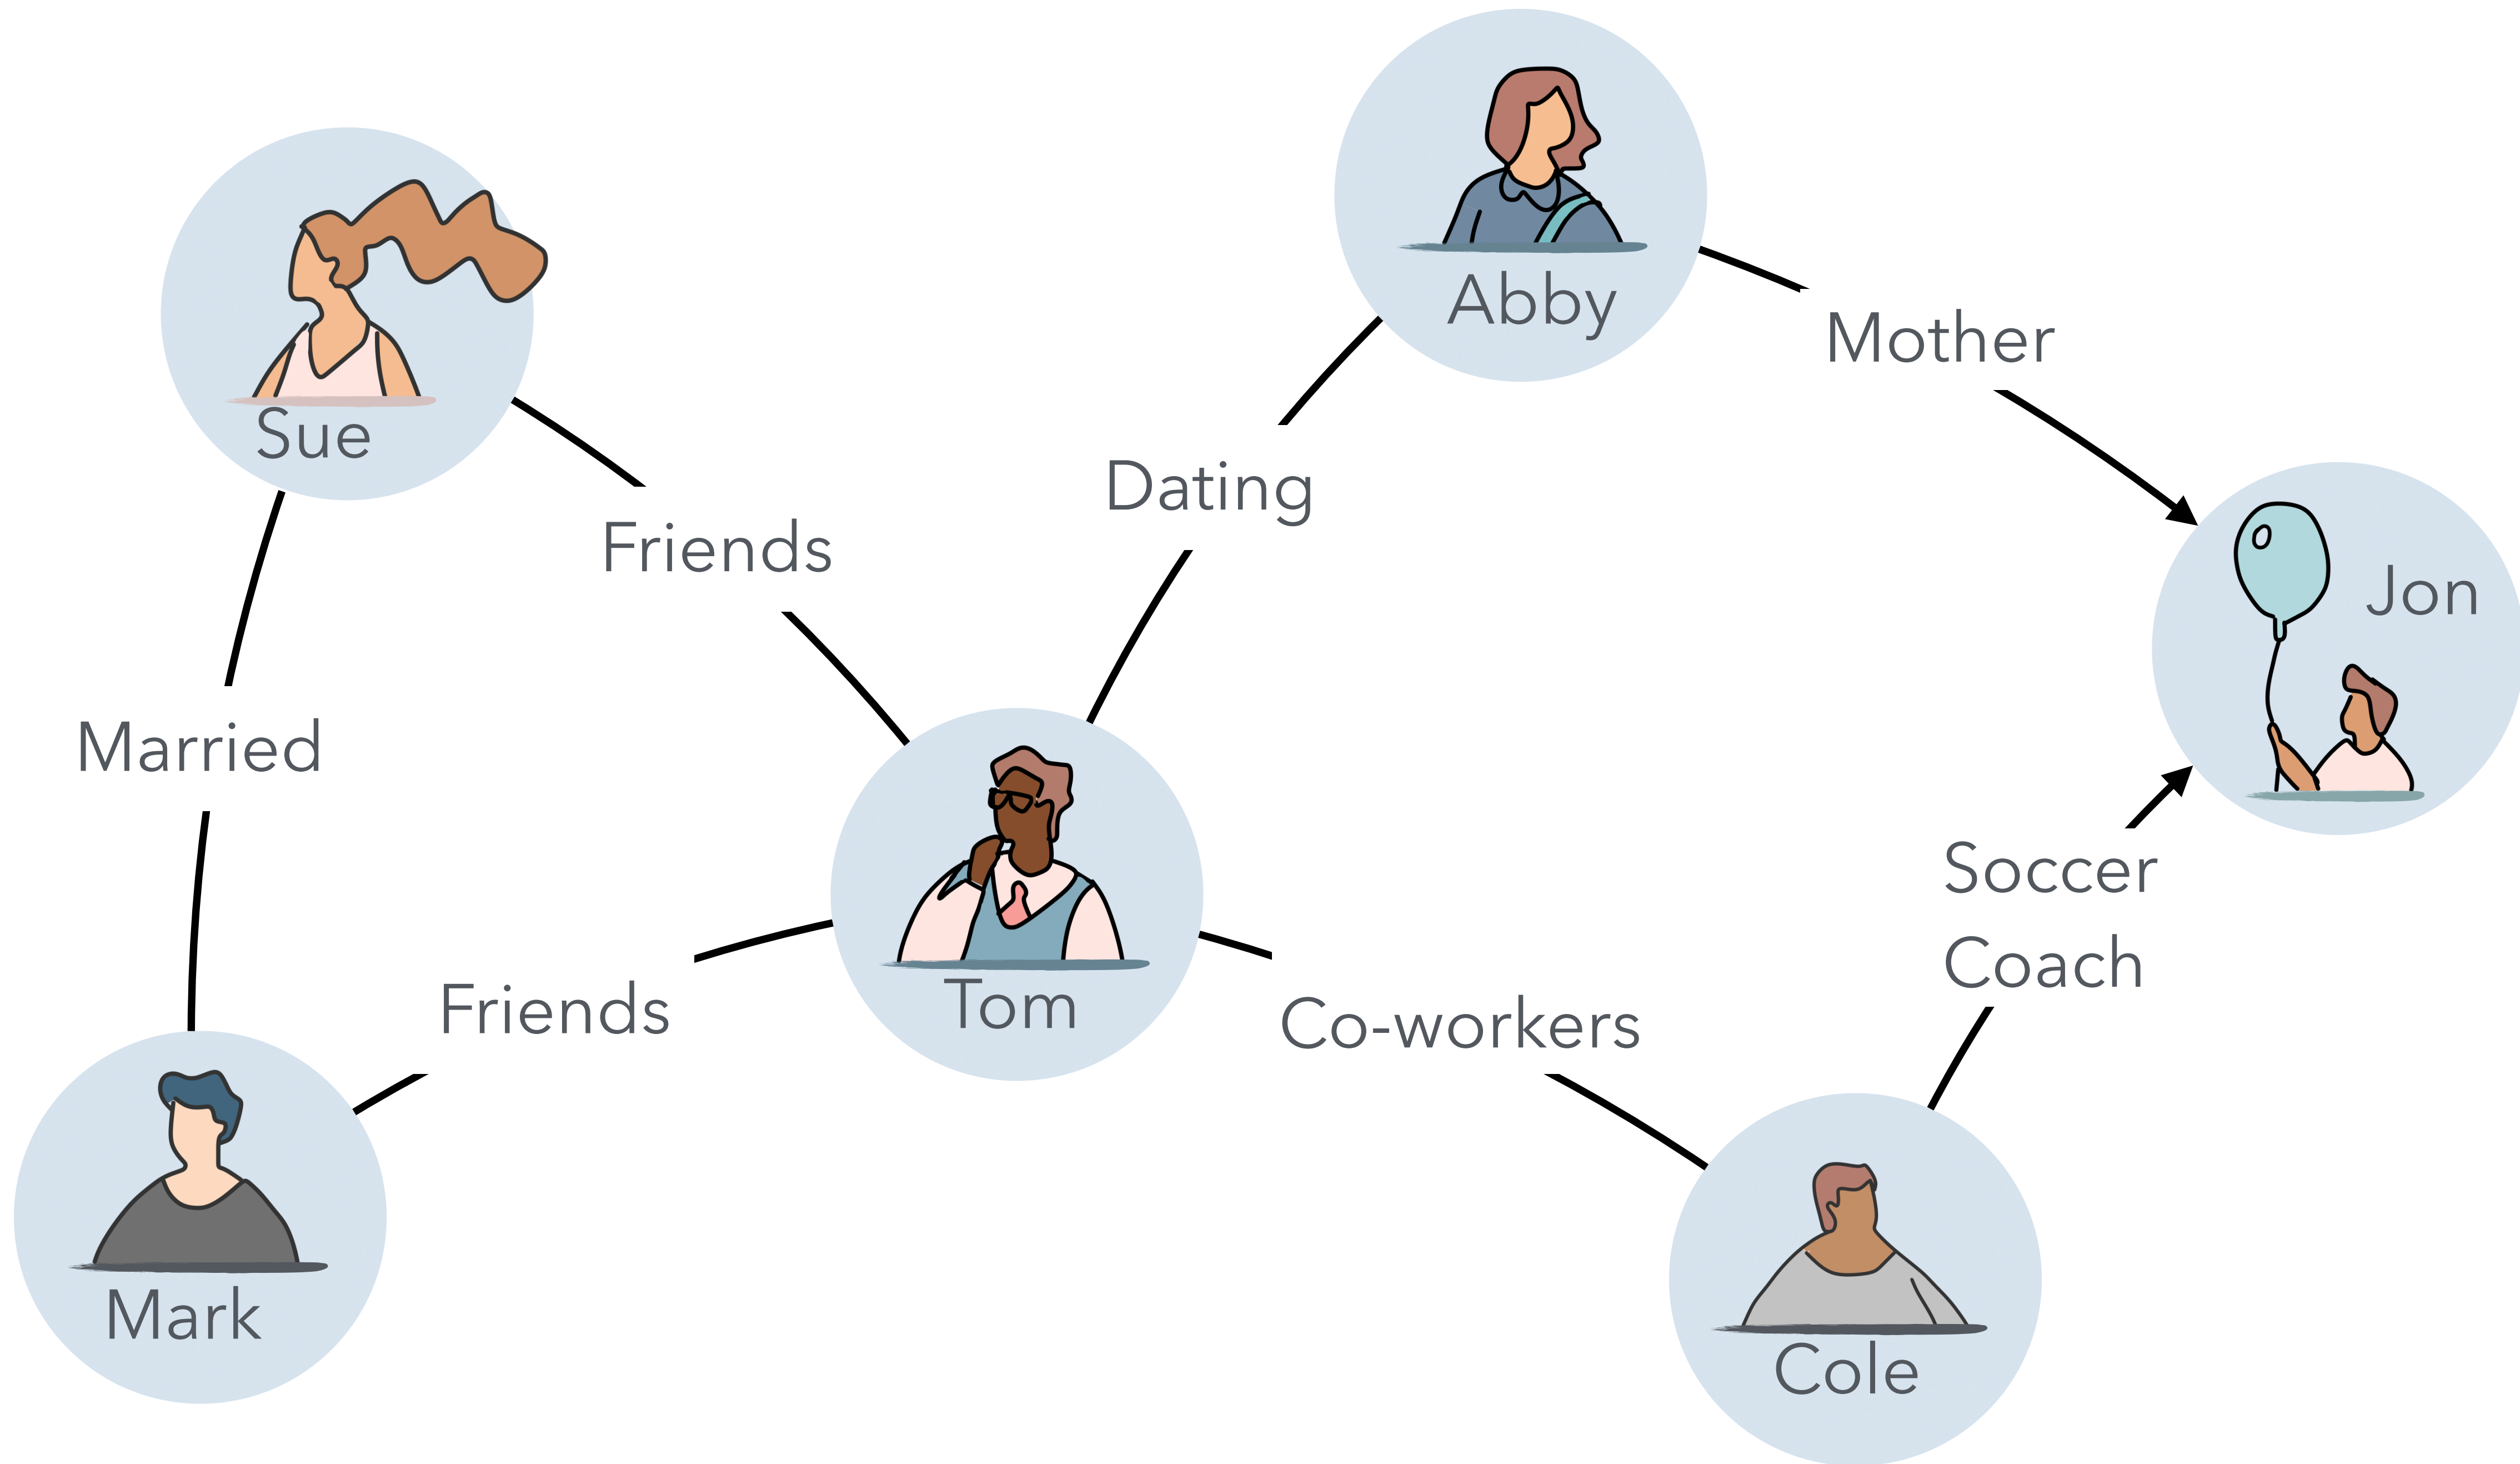 Abby
Mother
Sue
Dating
Friends
Jon
Married
Soccer
Coach
Friends
Tom
Co-workers
Mark
Cole